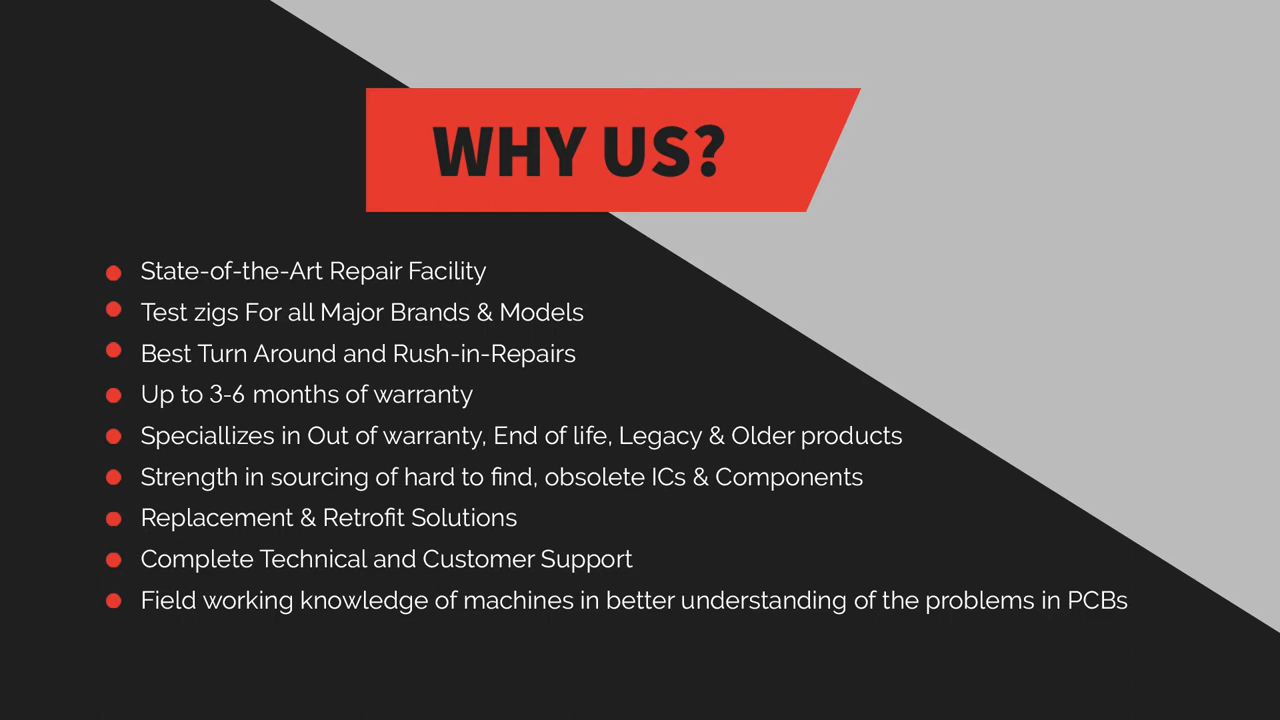 WHY US?
State-of-the-Art Repair Facility
Test zigs For all Major Brands & Models
Best Turn Around and Rush-in-Repairs
Up to 3-6 months of warranty
Speciallizes in Out of warranty, End of life, Legacy & Older products
Strength in sourcing of hard to find, obsolete ICs & Components
Replacement & Retrofit Solutions
Complete Technical and Customer Support
Field working knowledge of machines in better understanding of the problems in PCBs